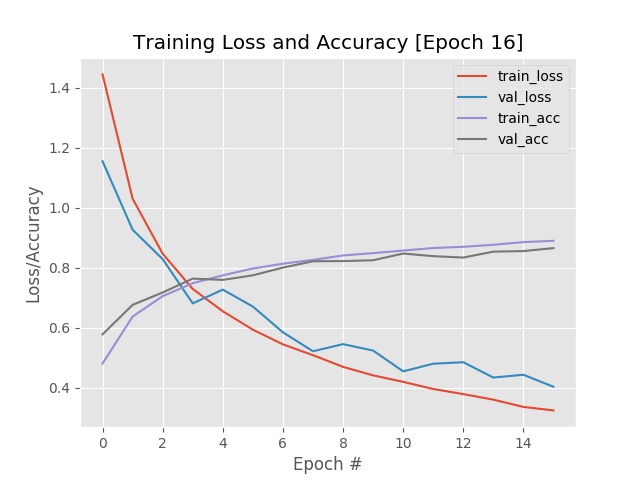 Training Loss and Accuracy [Epoch 16]
train_loss
val_loss
train_acc
val_acc
Loss/Accuracy
1.4
1.2
1.0
0.8
0.6
0.4
0 2 4 6 8 10 12 14
Epoch #